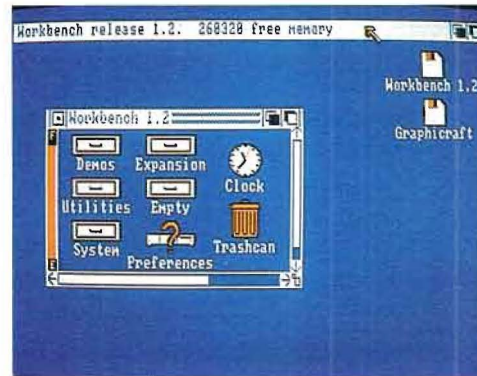 Workbench release 1.2. 268328 free memory
Workbench 1.2
Graphicraft
Workbench 1.2
Demos
Expansion
Clock
Utilities
Empty
System
Preferences
Trashcan
F
E